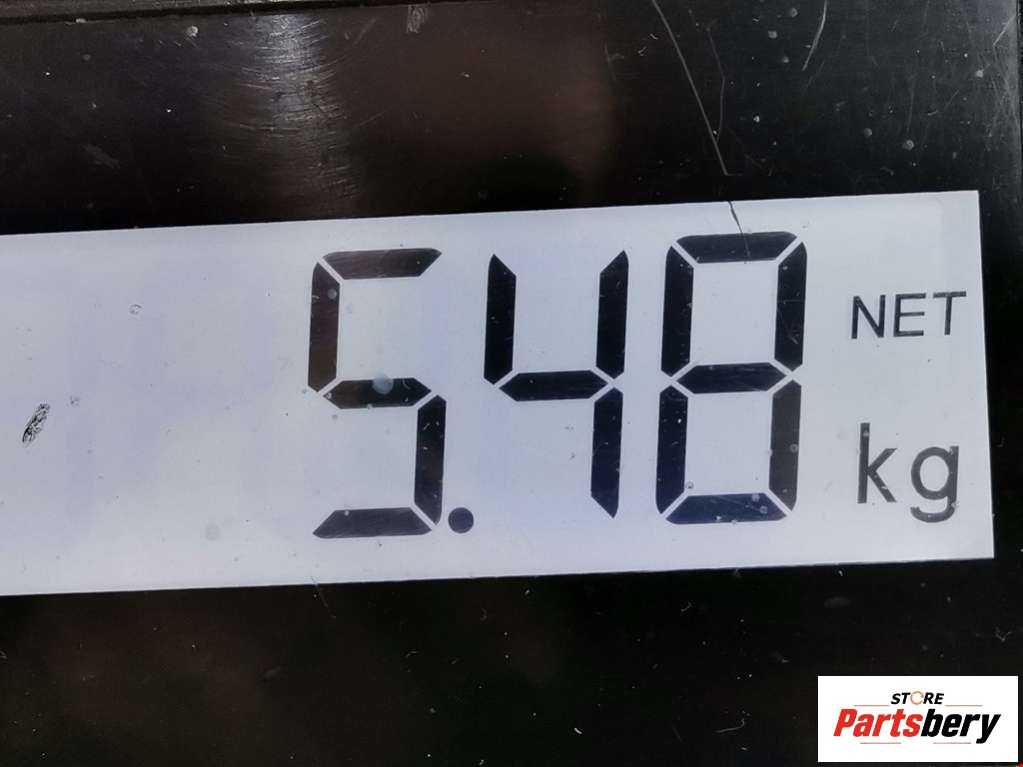 5.48
NET
kg
STORE
Partsbery